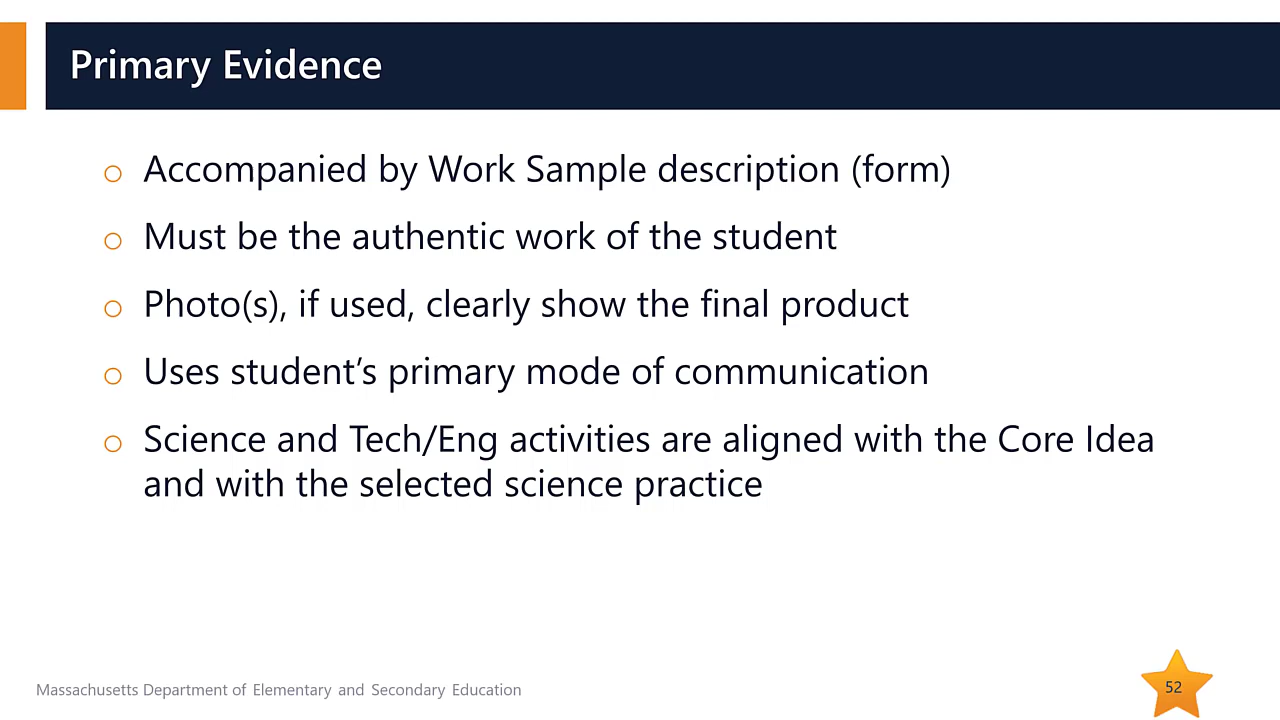 Primary Evidence
o Accompanied by Work Sample description (form)
o Must be the authentic work of the student
o Photo(s), if used, clearly show the final product
o Uses student’s primary mode of communication
o Science and Tech/Eng activities are aligned with the Core Idea
and with the selected science practice
Massachusetts Department of Elementary and Secondary Education
52